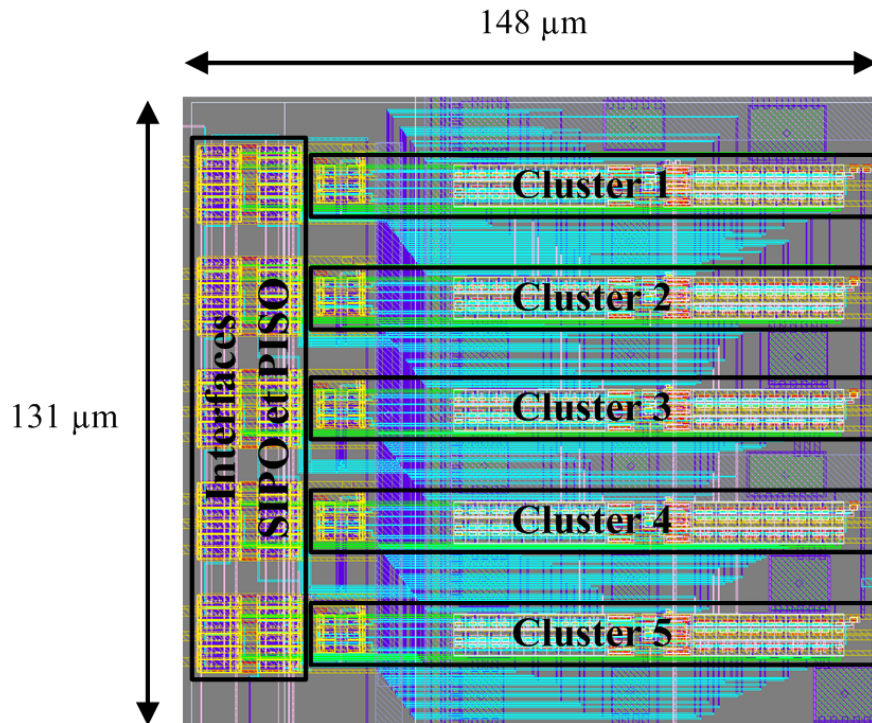 148 µm
131 µm
Interfaces
SIPO et PISO
Cluster 1
Cluster 2
Cluster 3
Cluster 4
Cluster 5